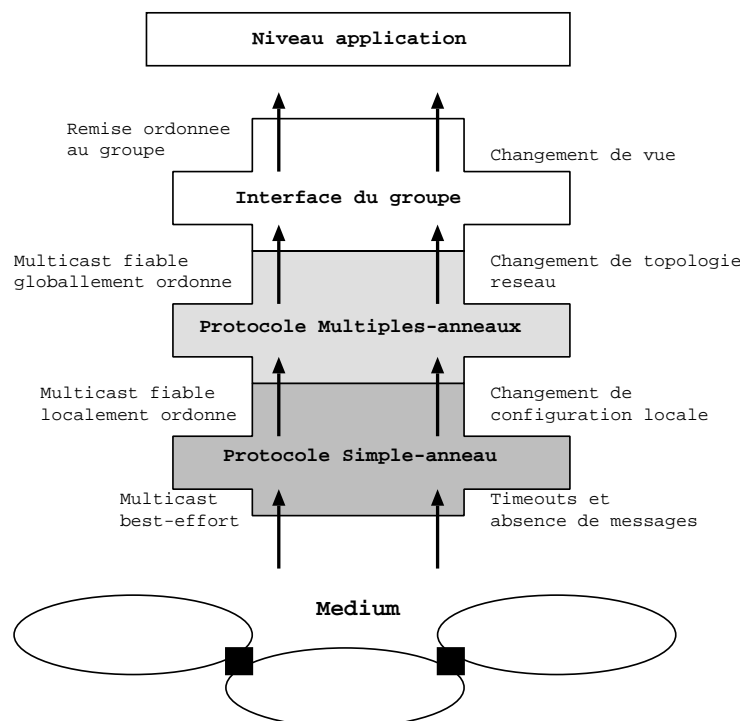 Niveau application
Remise ordonnee
au groupe
Changement de vue
Interface du groupe
Multicast fiable
globallement ordonne
Changement de topologie
reseau
Protocole Multiples-anneaux
Multicast fiable
localement ordonne
Changement de
configuration locale
Protocole Simple-anneau
Multicast
best-effort
Timeouts et
absence de messages
Medium